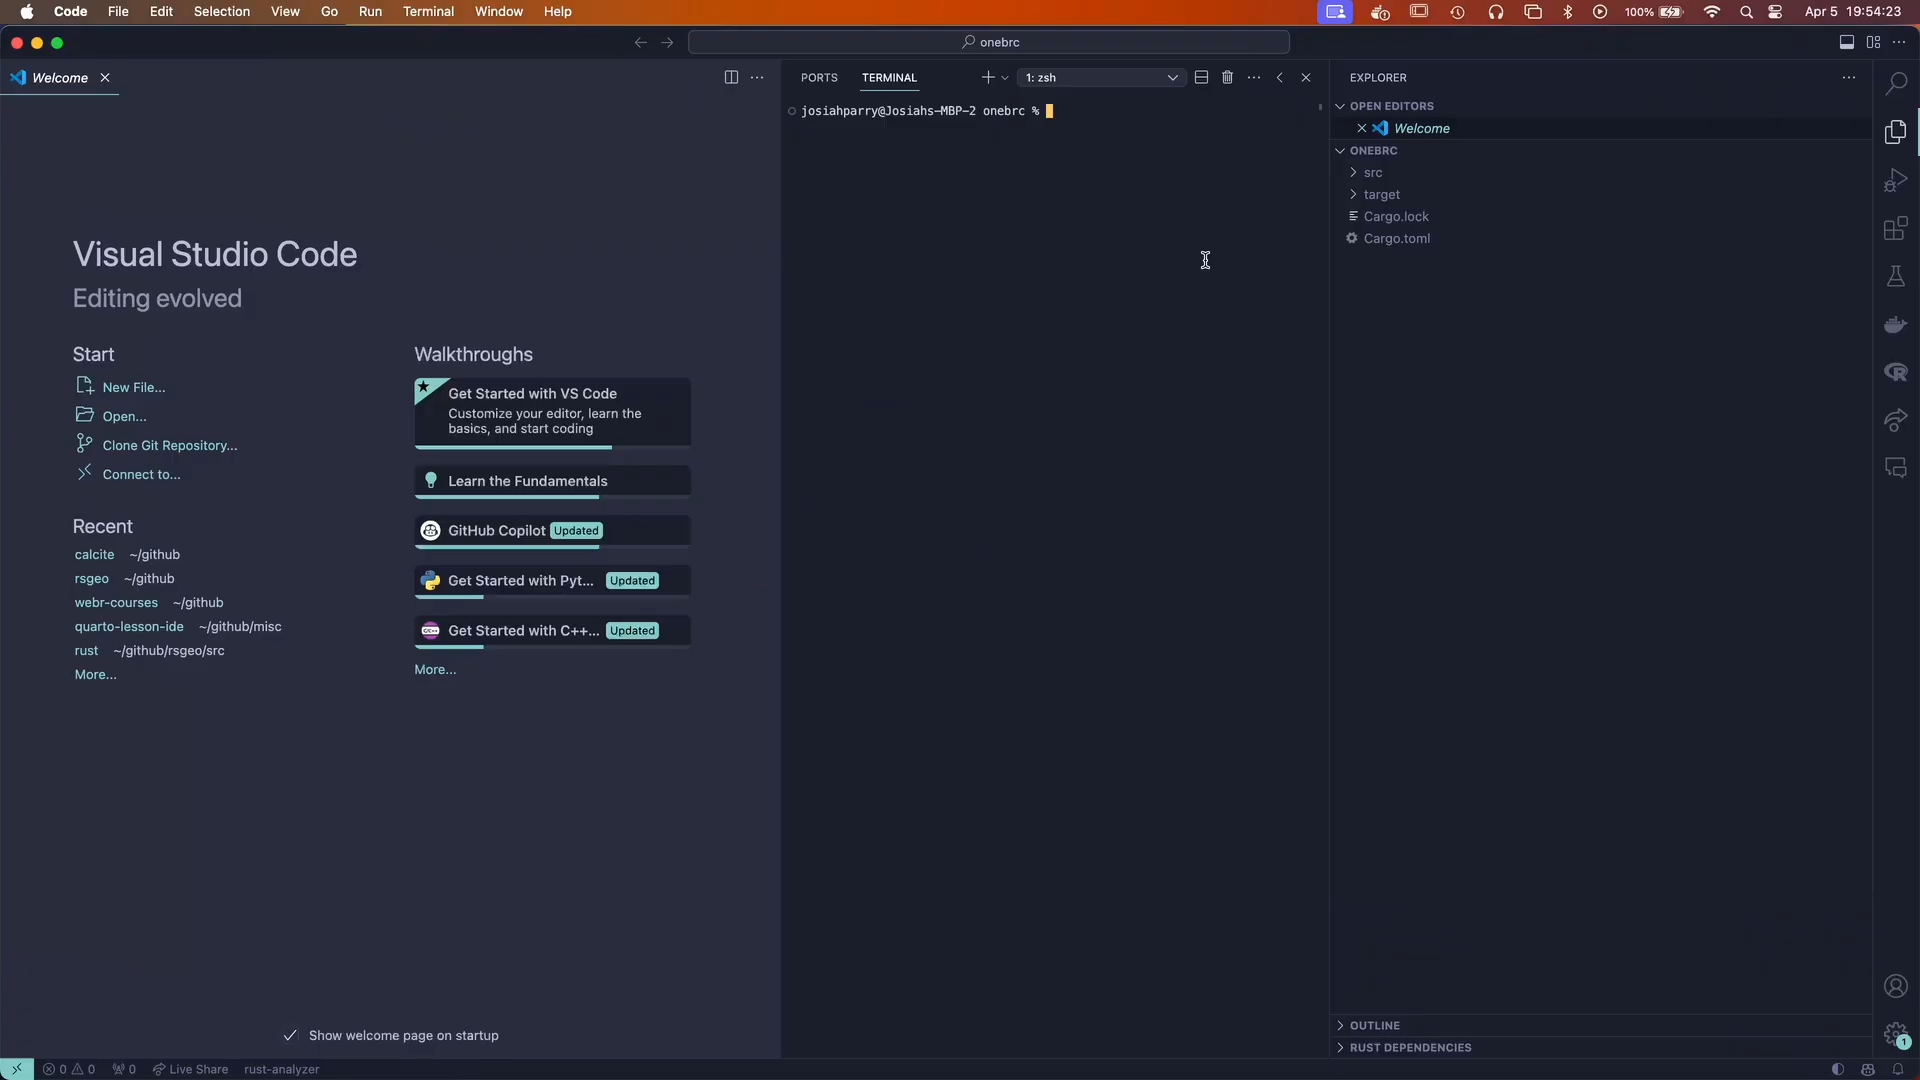 Code File Edit Selection View Go Run Terminal Window Help 100% Apr 5 19:54:23
onebrc
Welcome
PORTS TERMINAL 1: zsh
EXPLORER
josiahparry@Josiahs-MBP-2 onebrc %
OPEN EDITORS
Welcome
ONEBRC
src
target
Cargo.lock
Cargo.toml
Visual Studio Code
Editing evolved
Start
New File...
Open...
Clone Git Repository...
Connect to...
Recent
calcite ~/github
rsgeo ~/github
webr-courses ~/github
quarto-lesson-ide ~/github/misc
rust ~/github/rsgeo/src
More...
Walkthroughs
Get Started with VS Code
Customize your editor, learn the
basics, and start coding
Learn the Fundamentals
GitHub Copilot Updated
Get Started with Pyt... Updated
Get Started with C++... Updated
More...
Show welcome page on startup
OUTLINE
RUST DEPENDENCIES
1
0 0 0 Live Share rust-analyzer